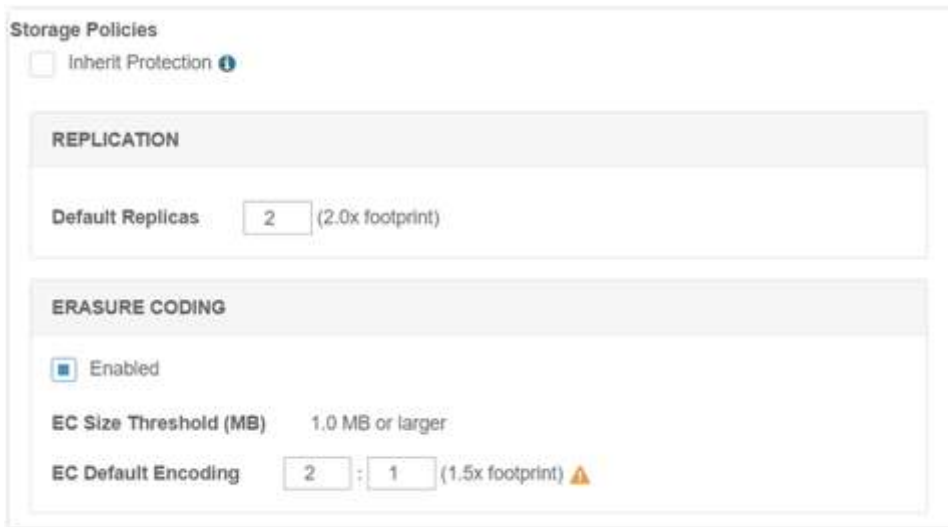 Storage Policies
Inherit Protection
REPLICATION
Default Replicas 2 (2.0x footprint)
ERASURE CODING
Enabled
EC Size Threshold (MB) 1.0 MB or larger
EC Default Encoding 2 : 1 (1.5x footprint)